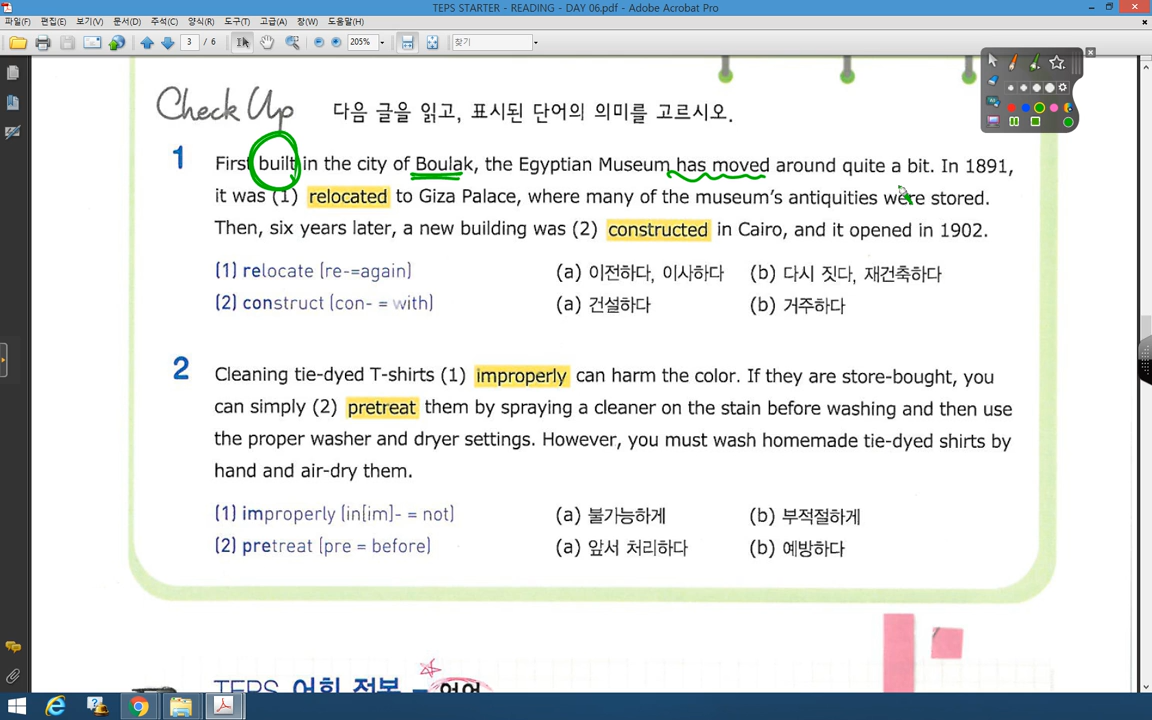 TEPS STARTER - READING - DAY 06.pdf - Adobe Acrobat Pro
파일(F) 편집(E) 보기(V) 문서(D) 주석(C) 양식(R) 도구(T) 고급(A) 창(W) 도움말(H)
3 / 6 205% 찾기
Check Up 다음 글을 읽고, 표시된 단어의 의미를 고르시오.
1 First built in the city of Boulak, the Egyptian Museum has moved around quite a bit. In 1891,
it was (1) relocated to Giza Palace, where many of the museum's antiquities were stored.
Then, six years later, a new building was (2) constructed in Cairo, and it opened in 1902.
(1) relocate (re-=again) (a) 이전하다, 이사하다 (b) 다시 짓다, 재건축하다
(2) construct (con- = with) (a) 건설하다 (b) 거주하다
2 Cleaning tie-dyed T-shirts (1) improperly can harm the color. If they are store-bought, you
can simply (2) pretreat them by spraying a cleaner on the stain before washing and then use
the proper washer and dryer settings. However, you must wash homemade tie-dyed shirts by
hand and air-dry them.
(1) improperly (in[im]- = not) (a) 불가능하게 (b) 부적절하게
(2) pretreat (pre = before) (a) 앞서 처리하다 (b) 예방하다
TEPS 어휘 정복